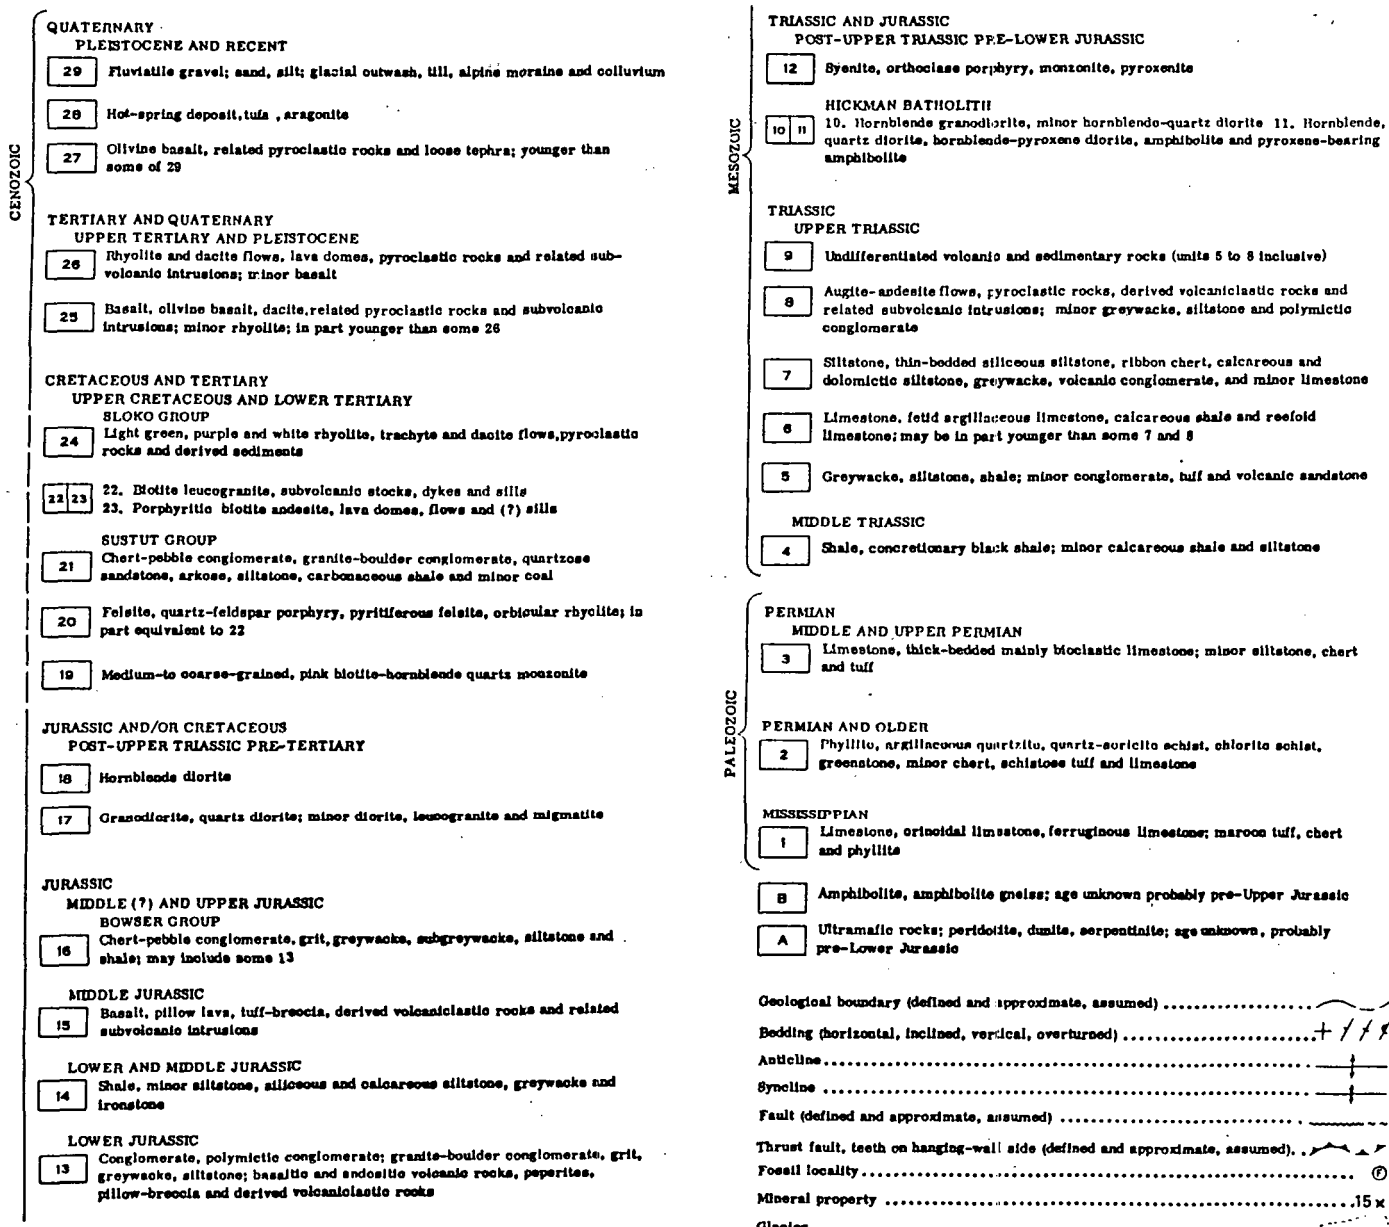 CENOZOIC
QUATERNARY
PLEISTOCENE AND RECENT
29 Fluviatile gravel; sand, silt; glacial outwash, till, alpine moraine and colluvium
28 Hot-spring deposit, tufa , aragonite
27 Olivine basalt, related pyroclastic rocks and loose tephra; younger than
some of 29
TERTIARY AND QUATERNARY
UPPER TERTIARY AND PLEISTOCENE
26 Rhyolite and dacite flows, lava domes, pyroclastic rocks and related sub-
volcanic intrusions; minor basalt
25 Basalt, olivine basalt, dacite, related pyroclastic rocks and subvolcanic
intrusions; minor rhyolite; in part younger than some 26
CRETACEOUS AND TERTIARY
UPPER CRETACEOUS AND LOWER TERTIARY
SLOKO GROUP
24 Light green, purple and white rhyolite, trachyte and dacite flows, pyroclastic
rocks and derived sediments
22 23 22. Biotite leucogranite, subvolcanic stocks, dykes and sills
23. Porphyritic biotite andesite, lava domes, flows and (?) sills
SUSTUT GROUP
21 Chert-pebble conglomerate, granite-boulder conglomerate, quartzose
sandstone, arkose, siltstone, carbonaceous shale and minor coal
20 Felsite, quartz-feldspar porphyry, pyritiferous felsite, orbicular rhyolite; in
part equivalent to 22
19 Medium-to coarse-grained, pink biotite-hornblende quartz monzonite
JURASSIC AND/OR CRETACEOUS
POST-UPPER TRIASSIC PRE-TERTIARY
18 Hornblende diorite
17 Granodiorite, quartz diorite; minor diorite, leucogranite and migmatite
JURASSIC
MIDDLE (?) AND UPPER JURASSIC
BOWSER GROUP
16 Chert-pebble conglomerate, grit, greywacke, subgreywacke, siltstone and
shale; may include some 13
MIDDLE JURASSIC
15 Basalt, pillow lava, tuff-breccia, derived volcaniclastic rocks and related
subvolcanic intrusions
LOWER AND MIDDLE JURASSIC
14 Shale, minor siltstone, siliceous and calcareous siltstone, greywacke and
ironstone
LOWER JURASSIC
13 Conglomerate, polymictic conglomerate; granite-boulder conglomerate, grit,
greywacke, siltstone; basaltic and andesitic volcanic rocks, peperites,
pillow-breccia and derived volcaniclastic rocks
MESOZOIC
TRIASSIC AND JURASSIC
POST-UPPER TRIASSIC PRE-LOWER JURASSIC
12 Syenite, orthoclase porphyry, monzonite, pyroxenite
HICKMAN BATHOLITH
10 11 10. Hornblende granodiorite, minor hornblende-quartz diorite 11. Hornblende,
quartz diorite, hornblende-pyroxene diorite, amphibolite and pyroxene-bearing
amphibolite
TRIASSIC
UPPER TRIASSIC
9 Undifferentiated volcanic and sedimentary rocks (units 5 to 8 inclusive)
8 Augite-andesite flows, pyroclastic rocks, derived volcaniclastic rocks and
related subvolcanic intrusions; minor greywacke, siltstone and polymictic
conglomerate
7 Siltstone, thin-bedded siliceous siltstone, ribbon chert, calcareous and
dolomictic siltstone, greywacke, volcanic conglomerate, and minor limestone
6 Limestone, fetid argillaceous limestone, calcareous shale and reefoid
limestone; may be in part younger than some 7 and 8
5 Greywacke, siltstone, shale; minor conglomerate, tuff and volcanic sandstone
MIDDLE TRIASSIC
4 Shale, concretionary black shale; minor calcareous shale and siltstone
PALEOZOIC
PERMIAN
MIDDLE AND UPPER PERMIAN
3 Limestone, thick-bedded mainly bioclastic limestone; minor siltstone, chert
and tuff
PERMIAN AND OLDER
2 Phyllite, argillaceous quartzite, quartz-sericite schist, chlorite schist,
greenstone, minor chert, schistose tuff and limestone
MISSISSIPPIAN
1 Limestone, crinoidal limestone, ferruginous limestone; maroon tuff, chert
and phyllite
B Amphibolite, amphibolite gneiss; age unknown probably pre-Upper Jurassic
A Ultramafic rocks; peridotite, dunite, serpentinite; age unknown, probably
pre-Lower Jurassic
Geological boundary (defined and approximate, assumed)
Bedding (horizontal, inclined, vertical, overturned)
Anticline
Syncline
Fault (defined and approximate, assumed)
Thrust fault, teeth on hanging-wall side (defined and approximate, assumed)
Fossil locality F
Mineral property 15 x
Glacier